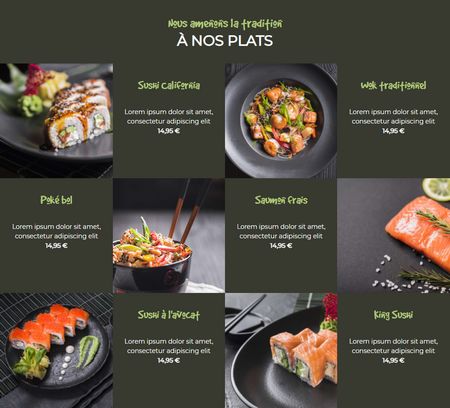 Nous amenons la tradition
À NOS PLATS
Sushi California
Lorem ipsum dolor sit amet,
consectetur adipiscing elit
14,95 €
Wok traditionnel
Lorem ipsum dolor sit amet,
consectetur adipiscing elit
14,95 €
Poké bol
Lorem ipsum dolor sit amet,
consectetur adipiscing elit
14,95 €
Saumon frais
Lorem ipsum dolor sit amet,
consectetur adipiscing elit
14,95 €
Sushi à l'avocat
Lorem ipsum dolor sit amet,
consectetur adipiscing elit
14,95 €
King Sushi
Lorem ipsum dolor sit amet,
consectetur adipiscing elit
14,95 €